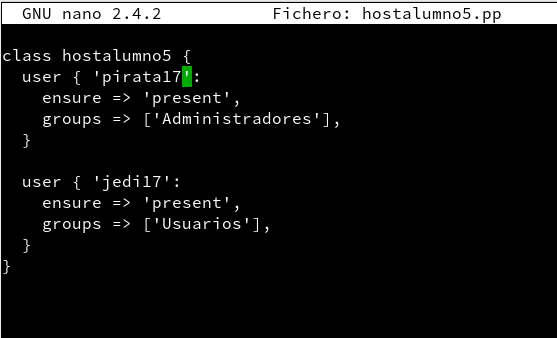 GNU nano 2.4.2 Fichero: hostalumno5.pp
class hostalumno5 {
user { 'pirata17':
ensure => 'present',
groups => ['Administradores'],
}
user { 'jedi17':
ensure => 'present',
groups => ['Usuarios'],
}
}